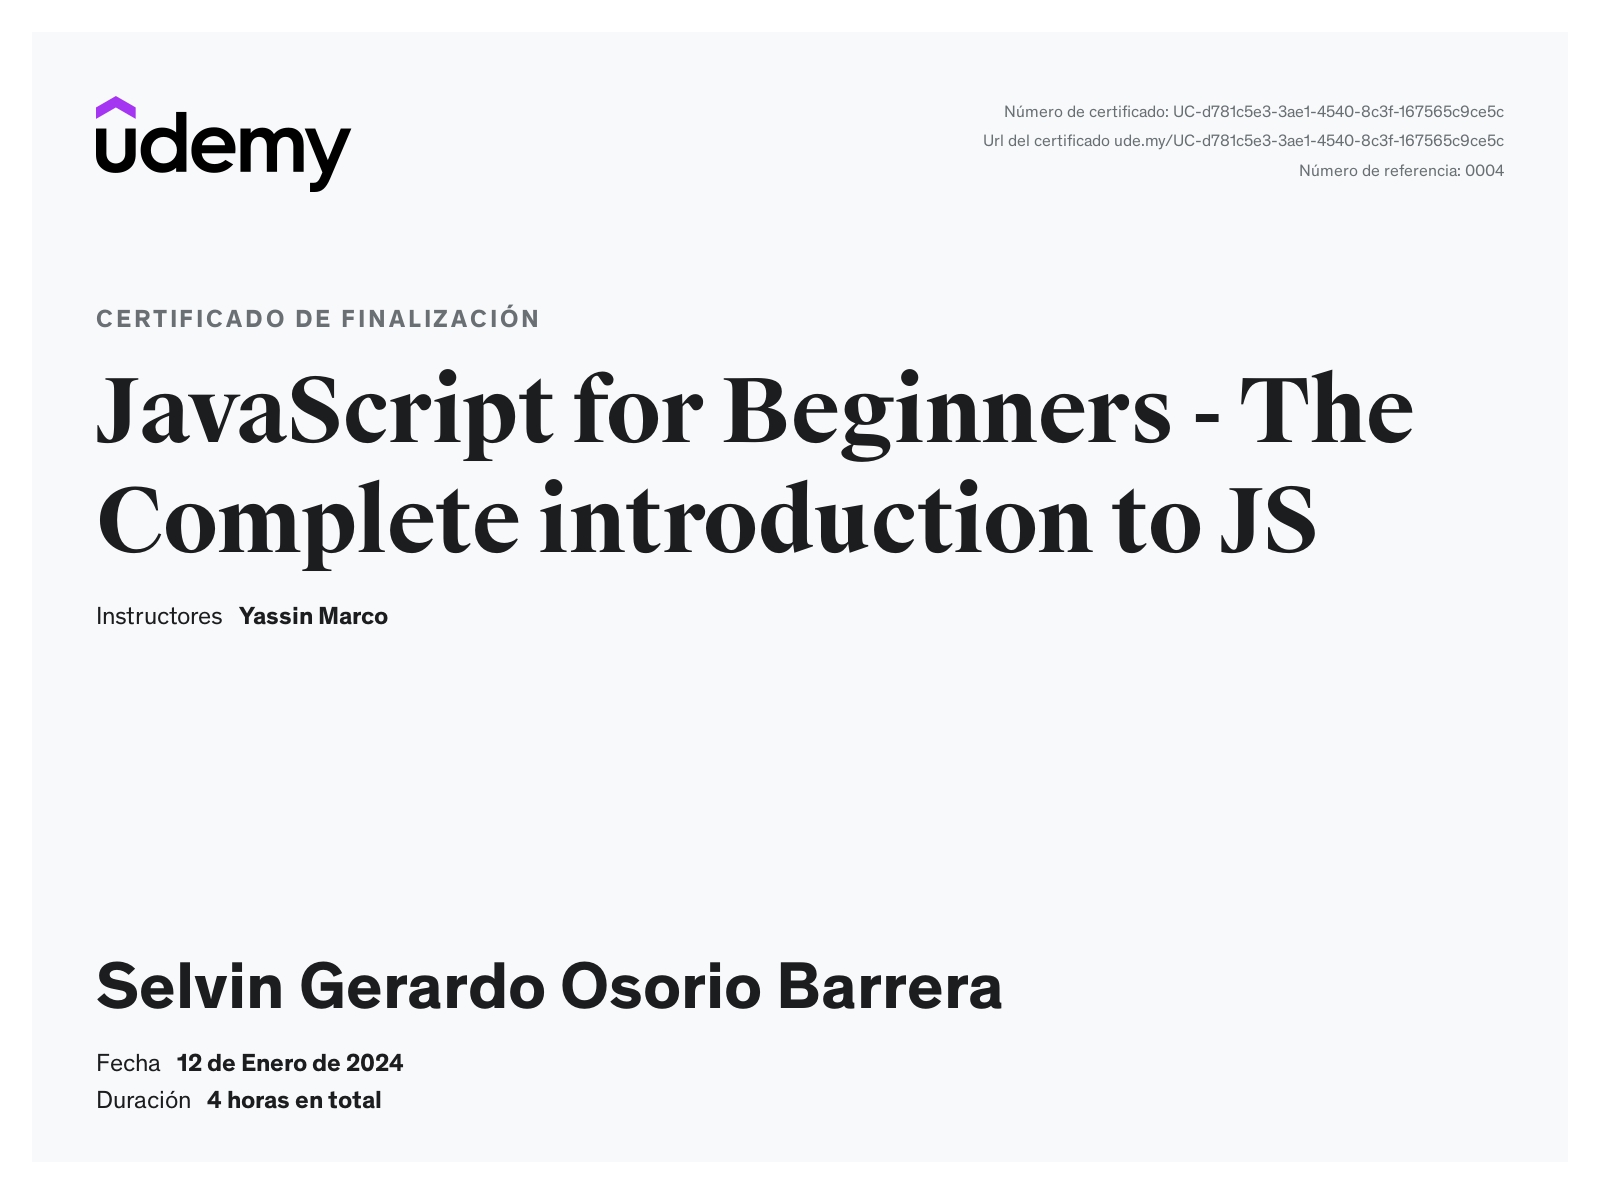 udemy
Número de certificado: UC-d781c5e3-3ae1-4540-8c3f-167565c9ce5c
Url del certificado ude.my/UC-d781c5e3-3ae1-4540-8c3f-167565c9ce5c
Número de referencia: 0004
CERTIFICADO DE FINALIZACIÓN
JavaScript for Beginners - The
Complete introduction to JS
Instructores Yassin Marco
Selvin Gerardo Osorio Barrera
Fecha 12 de Enero de 2024
Duración 4 horas en total